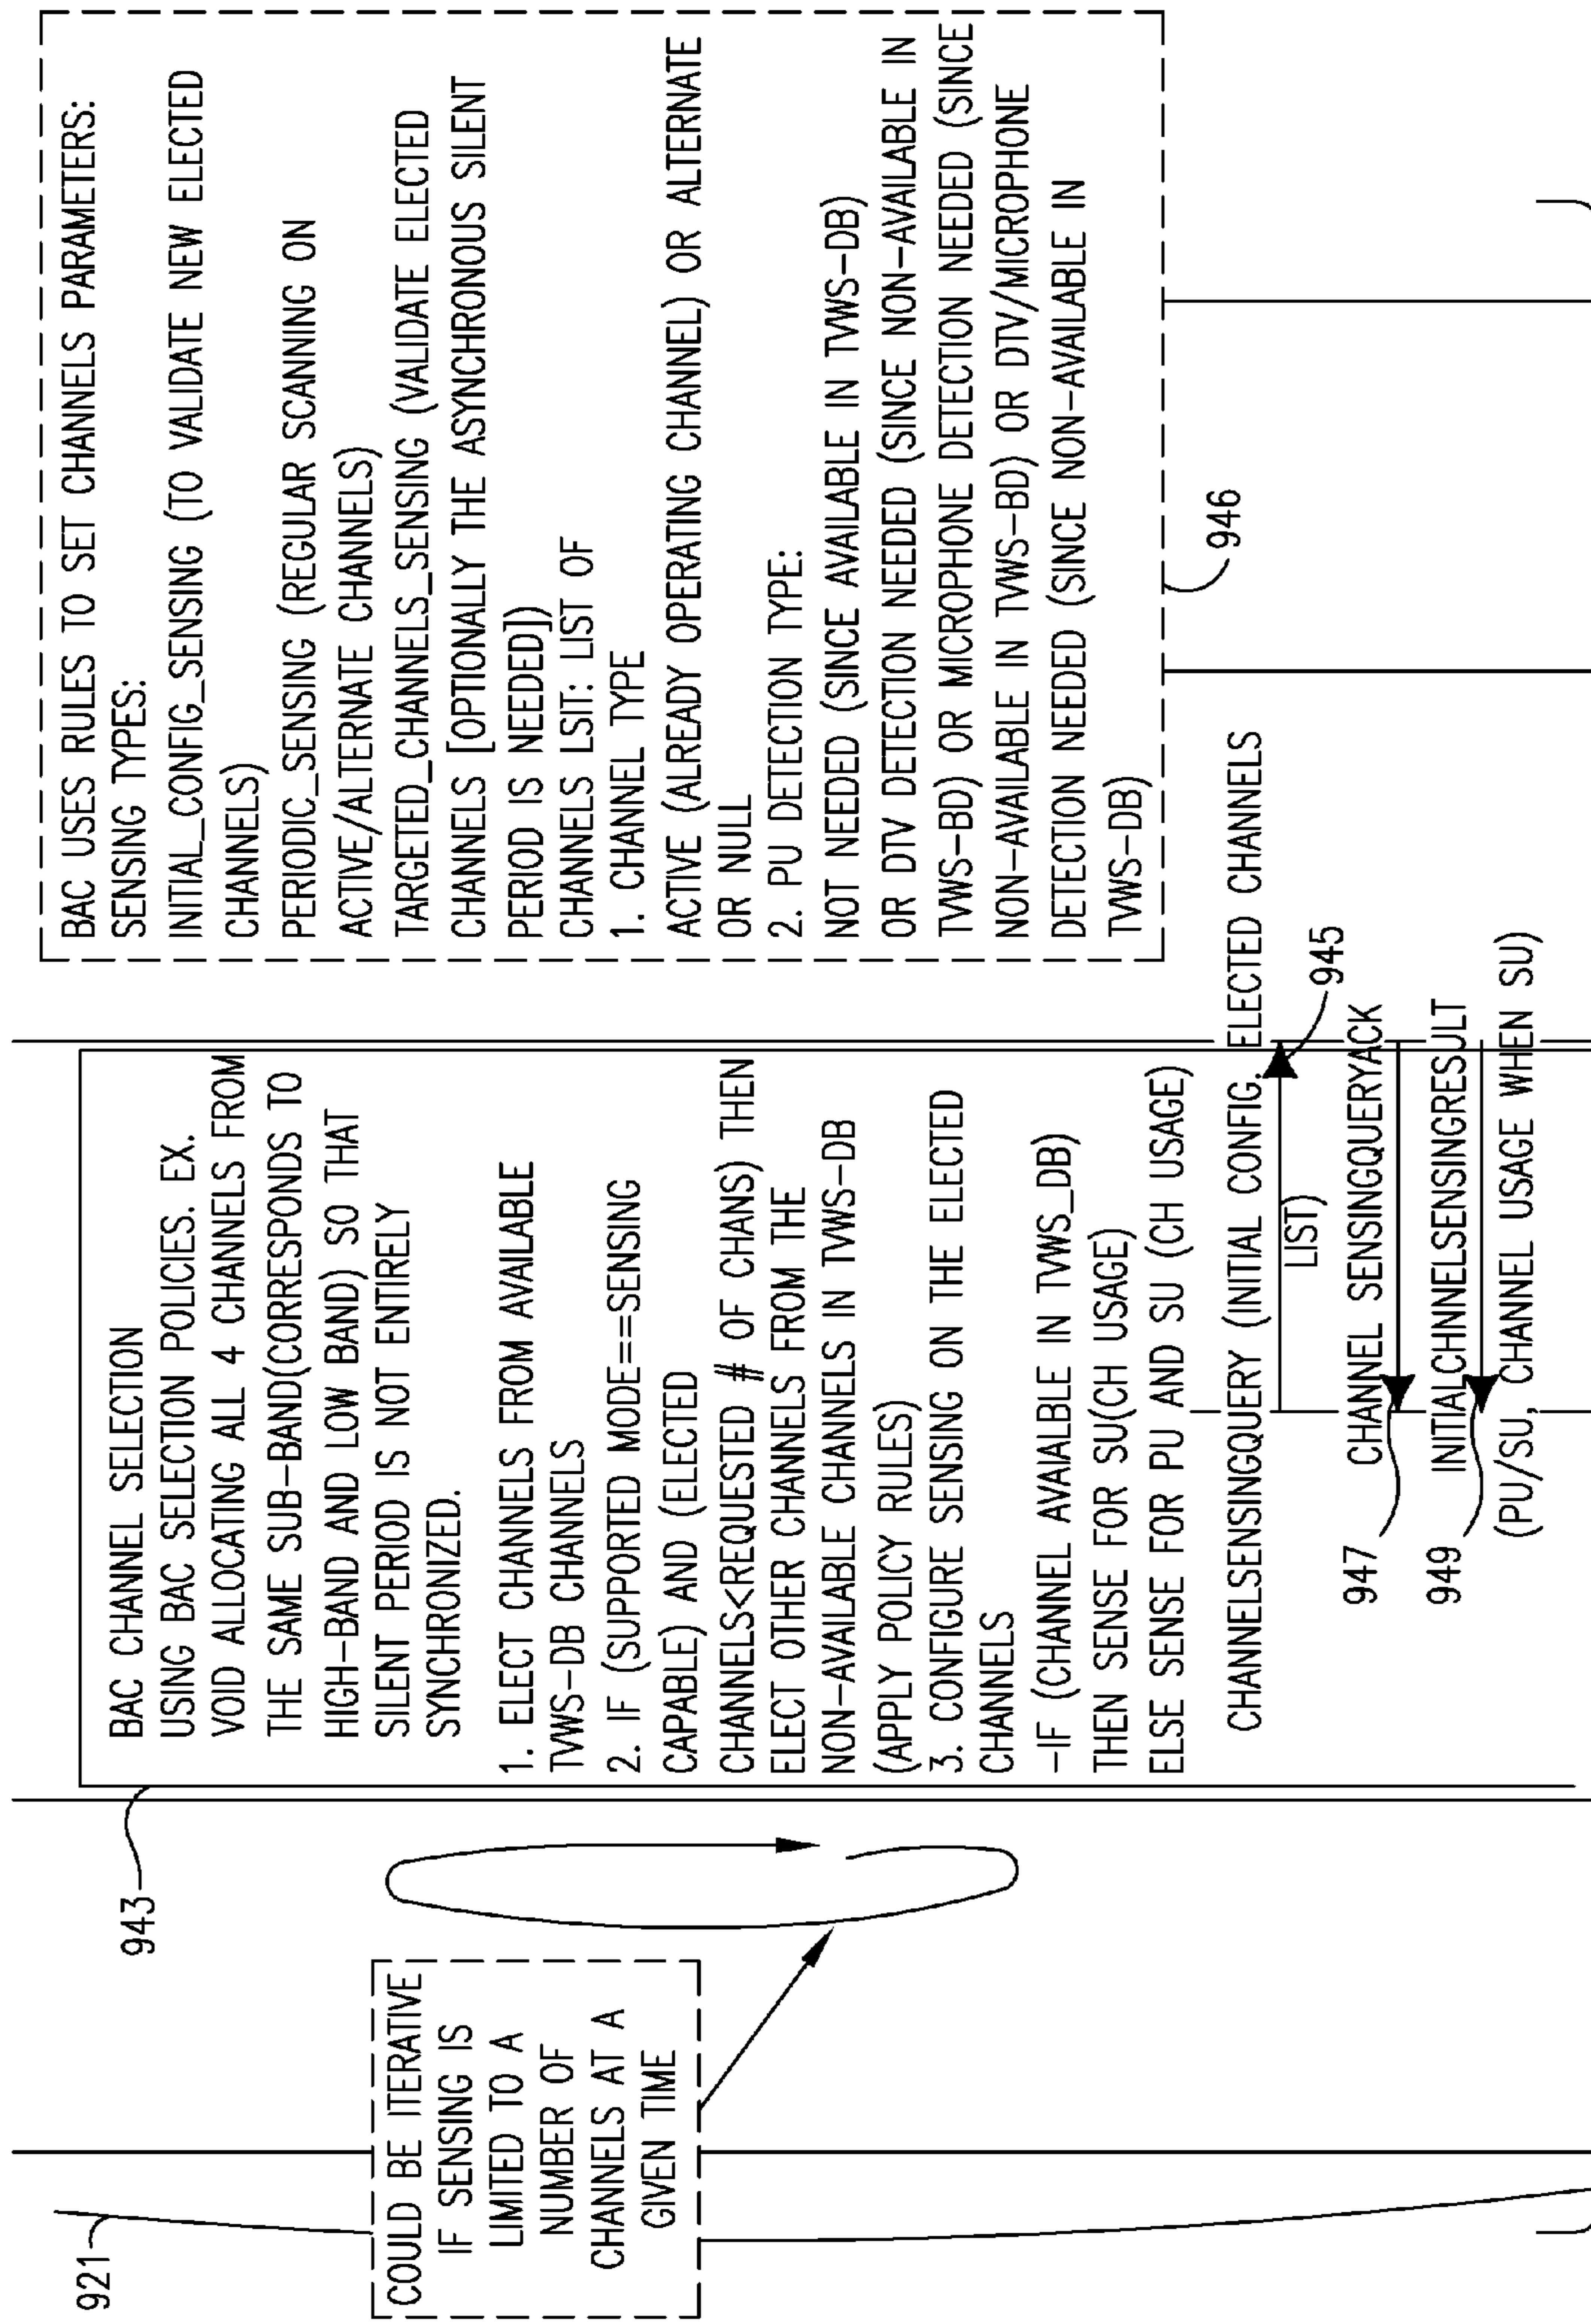 921
COULD BE ITERATIVE
IF SENSING IS
LIMITED TO A
NUMBER OF
CHANNELS AT A
GIVEN TIME
943
BAC CHANNEL SELECTION
USING BAC SELECTION POLICIES. EX.
VOID ALLOCATING ALL 4 CHANNELS FROM
THE SAME SUB-BAND(CORRESPONDS TO
HIGH-BAND AND LOW BAND) SO THAT
SILENT PERIOD IS NOT ENTIRELY
SYNCHRONIZED.
1. ELECT CHANNELS FROM AVAILABLE
TVWS-DB CHANNELS
2. IF (SUPPORTED MODE==SENSING
CAPABLE) AND (ELECTED
CHANNELS<REQUESTED # OF CHANS) THEN
ELECT OTHER CHANNELS FROM THE
NON-AVAILABLE CHANNELS IN TVWS-DB
(APPLY POLICY RULES)
3. CONFIGURE SENSING ON THE ELECTED
CHANNELS
-IF (CHANNEL AVAIALBLE IN TVWS_DB)
THEN SENSE FOR SU(CH USAGE)
ELSE SENSE FOR PU AND SU (CH USAGE)
CHANNELSENSINGQUERY (INITIAL CONFIG, ELECTED CHANNELS
LIST)
945
947
CHANNEL SENSINGQUERYACK
949
INITIALCHNNELSENSINGRESULT
(PU/SU, CHANNEL USAGE WHEN SU)
BAC USES RULES TO SET CHANNELS PARAMETERS:
SENSING TYPES:
INITIAL_CONFIG_SENSING (TO VALIDATE NEW ELECTED
CHANNELS)
PERIODIC_SENSING (REGULAR SCANNING ON
ACTIVE/ALTERNATE CHANNELS)
TARGETED_CHANNELS_SENSING (VALIDATE ELECTED
CHANNELS [OPTIONALLY THE ASYNCHRONOUS SILENT
PERIOD IS NEEDED])
CHANNELS LSIT: LIST OF
1. CHANNEL TYPE
ACTIVE (ALREADY OPERATING CHANNEL) OR ALTERNATE
OR NULL
2. PU DETECTION TYPE:
NOT NEEDED (SINCE AVAILABLE IN TVWS-DB)
OR DTV DETECTION NEEDED (SINCE NON-AVAILABLE IN
TVWS-BD) OR MICROPHONE DETECTION NEEDED (SINCE
NON-AVAILABLE IN TVWS-BD) OR DTV/MICROPHONE
DETECTION NEEDED (SINCE NON-AVAILABLE IN
TVWS-DB)
946